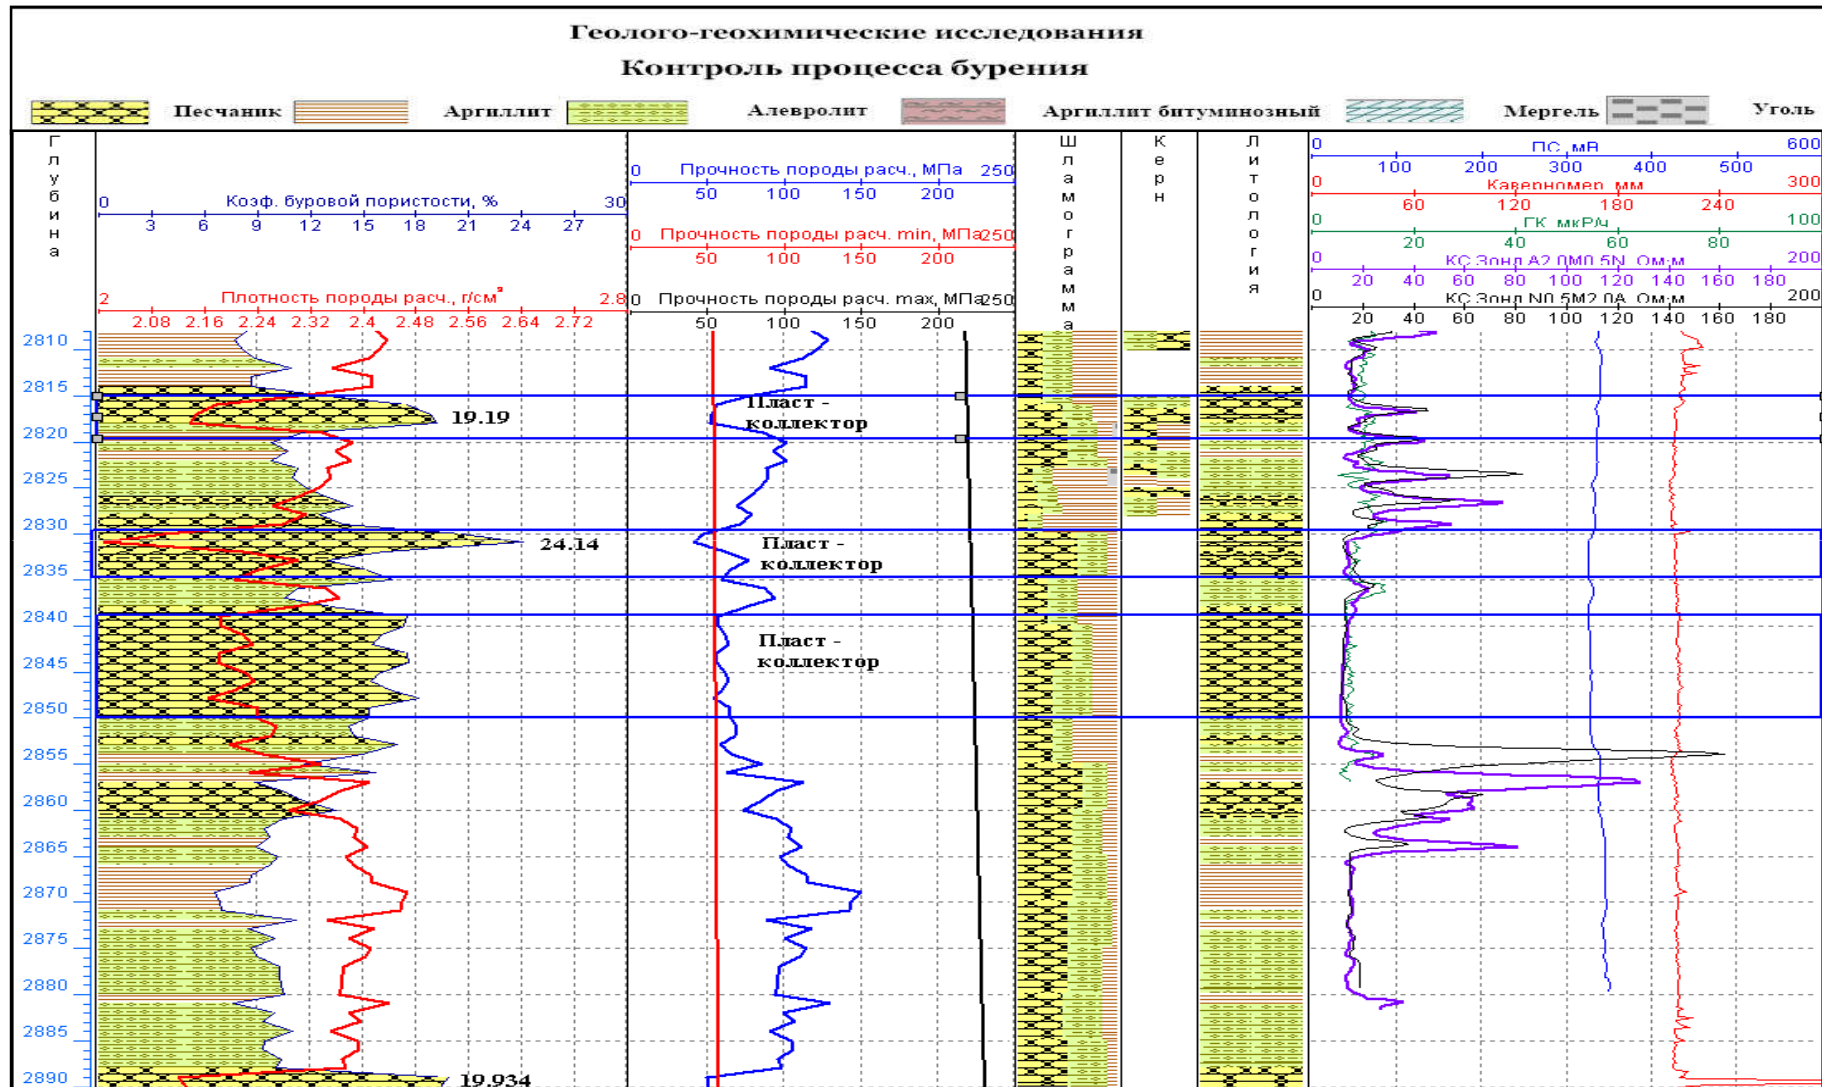 Геолого-геохимические исследования
Контроль процесса бурения
Песчаник Аргиллит Алевролит Аргиллит битуминозный Мергель Уголь
Глубина
0 Коэф. буровой пористости, % 30
3 6 9 12 15 18 21 24 27
2 Плотность породы расч., г/см³ 2.8
2.08 2.16 2.24 2.32 2.4 2.48 2.56 2.64 2.72
0 Прочность породы расч., МПа 250
50 100 150 200
0 Прочность породы расч. min, МПа 250
50 100 150 200
0 Прочность породы расч. max, МПа 250
50 100 150 200
Шламограмма
Керн
Литология
0 ПС, мВ 600
100 200 300 400 500
0 Каверномер, мм 300
60 120 180 240
0 ГК, мкР/ч 100
20 40 60 80
0 КС Зонд A2.0M0.5N, Ом·м 200
20 40 60 80 100 120 140 160 180
0 КС Зонд N0.5M2.0A, Ом·м 200
20 40 60 80 100 120 140 160 180
2810
2815
2820
2825
2830
2835
2840
2845
2850
2855
2860
2865
2870
2875
2880
2885
2890
19.19
Пласт -
коллектор
24.14
Пласт -
коллектор
Пласт -
коллектор
19.934